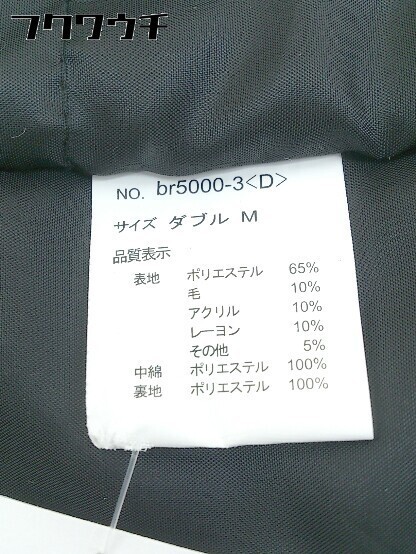 フクウウチ
NO. br5000-3<D>
サイズ ダブル M
品質表示
表地 ポリエステル 65%
毛 10%
アクリル 10%
レーヨン 10%
その他 5%
中綿 ポリエステル 100%
裏地 ポリエステル 100%